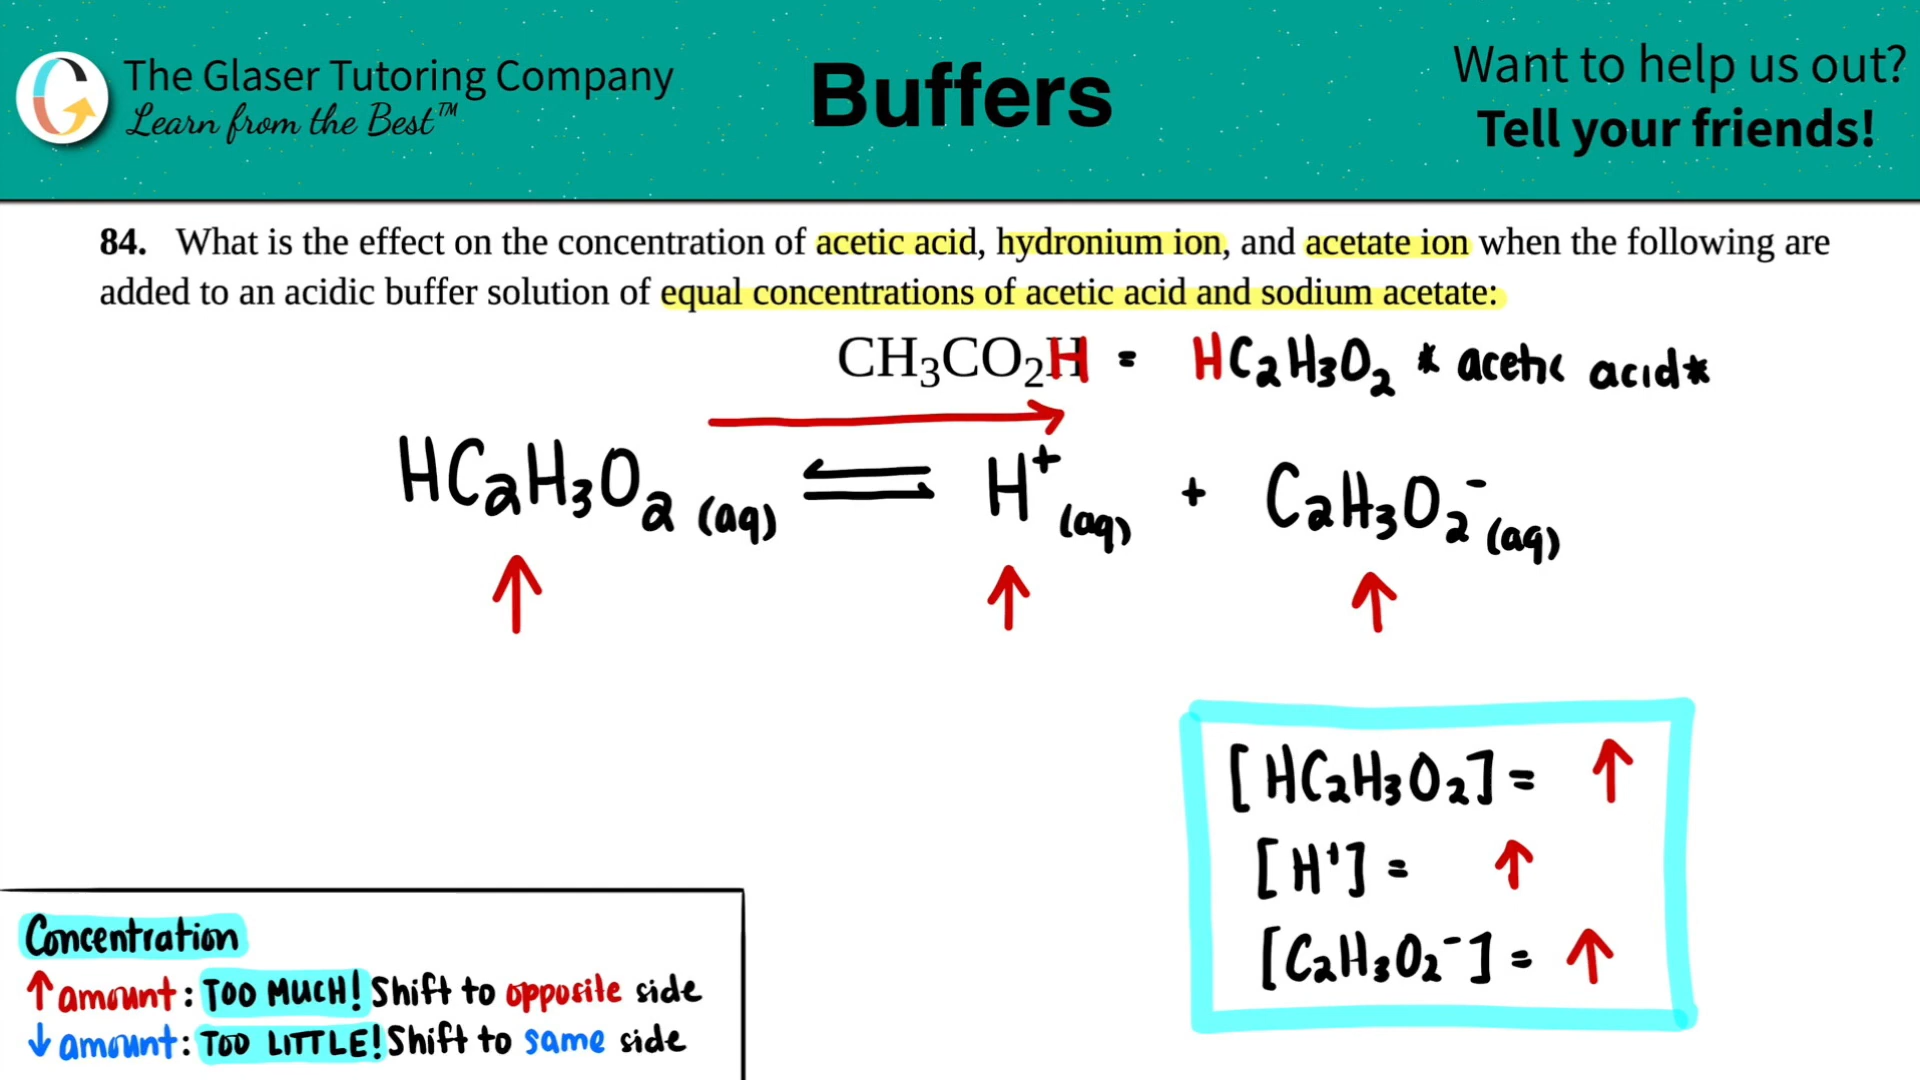 The Glaser Tutoring Company
Learn from the Best™
Buffers
Want to help us out?
Tell your friends!
84. What is the effect on the concentration of acetic acid, hydronium ion, and acetate ion when the following are
added to an acidic buffer solution of equal concentrations of acetic acid and sodium acetate:
CH₃CO₂H = HC₂H₃O₂ * acetic acid *
HC₂H₃O₂ (aq) ⇌ H⁺ (aq) + C₂H₃O₂⁻ (aq)
[HC₂H₃O₂] = ↑
[H⁺] = ↑
[C₂H₃O₂⁻] = ↑
Concentration
↑ amount: TOO MUCH! Shift to opposite side
↓ amount: TOO LITTLE! Shift to same side